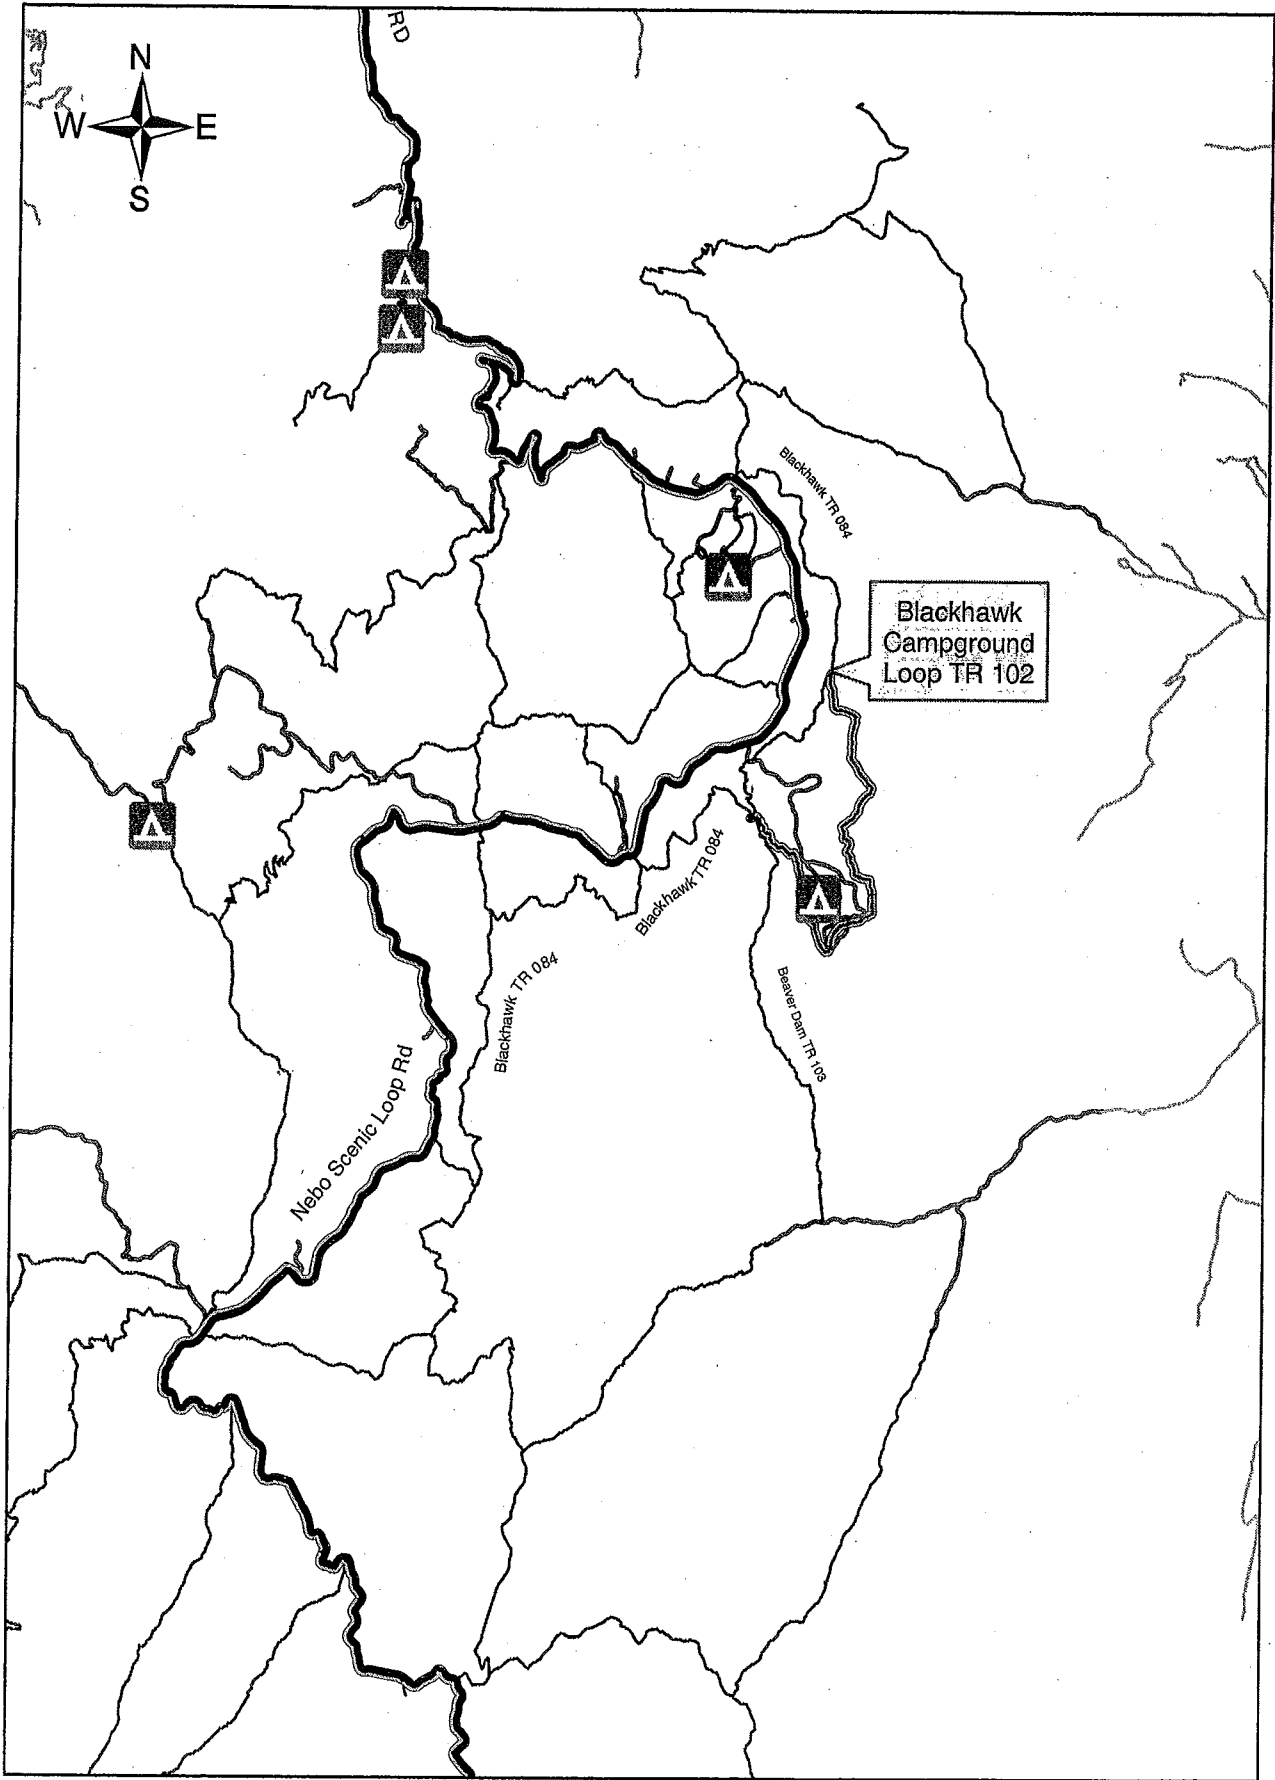 RD
N
W
E
S
Blackhawk TR 084
Blackhawk
Campground
Loop TR 102
Blackhawk TR 084
Blackhawk TR 084
Beaver Dam TR 103
Nebo Scenic Loop Rd